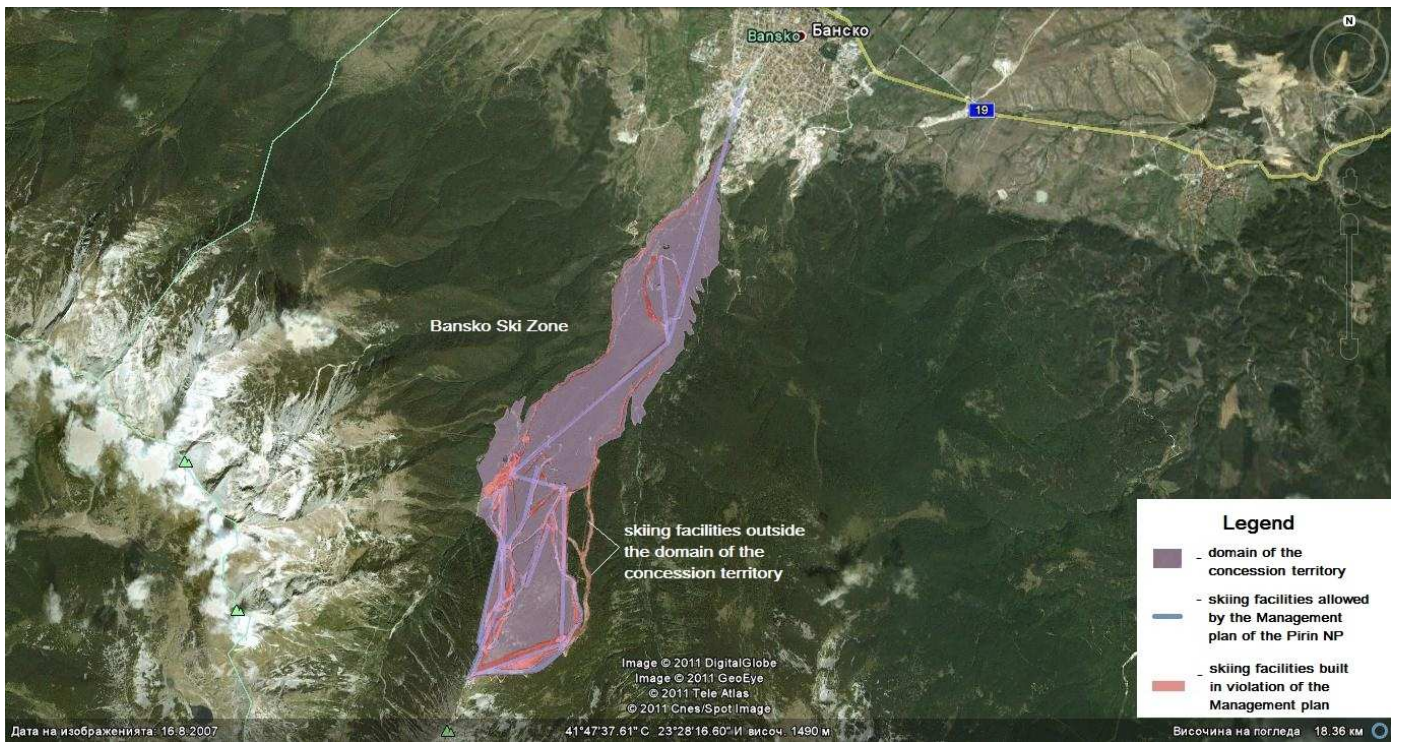 Bansko Банско
N
19
Bansko Ski Zone
skiing facilities outside
the domain of the
concession territory
Legend
- domain of the
concession territory
- skiing facilities allowed
by the Management
plan of the Pirin NP
- skiing facilities built
in violation of the
Management plan
Image © 2011 DigitalGlobe
Image © 2011 GeoEye
© 2011 Tele Atlas
© 2011 Cnes/Spot Image
Дата на изображенията: 16.8.2007
41°47'37.61" С 23°28'16.60" И височ. 1490 м
Височина на погледа 18.36 км